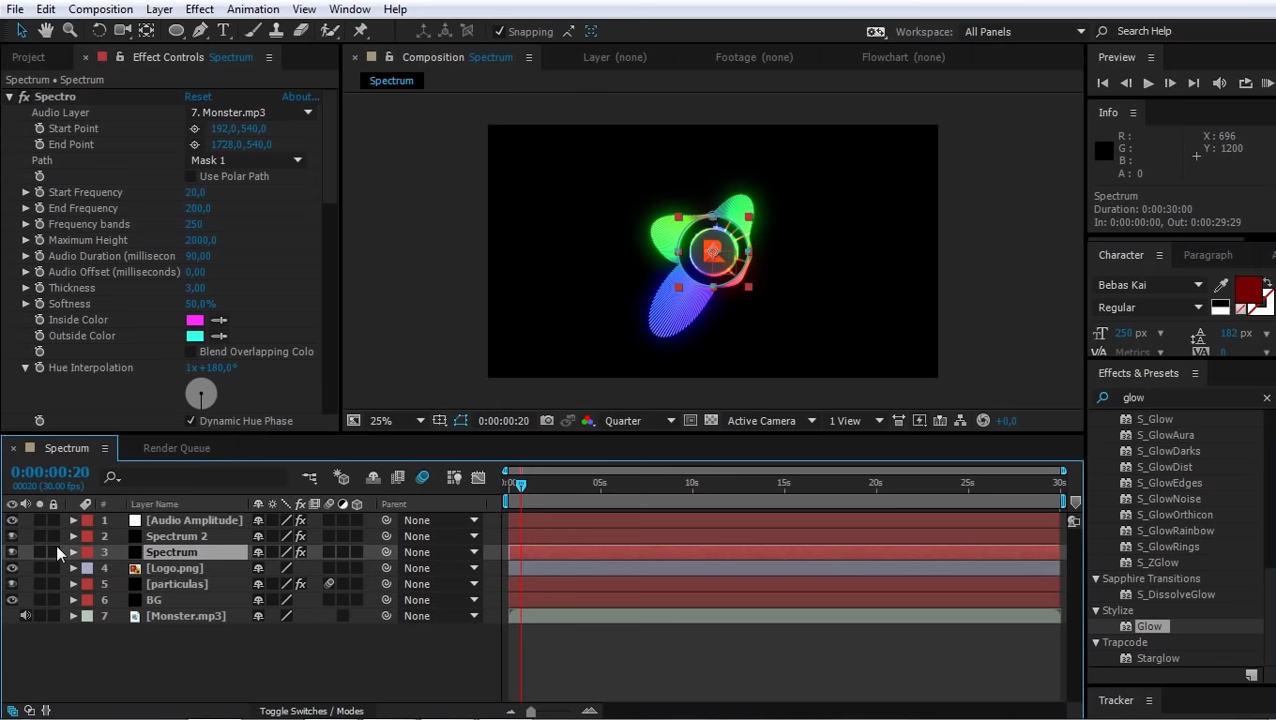 File Edit Composition Layer Effect Animation View Window Help
Snapping
Workspace: All Panels
Search Help
Project
Effect Controls Spectrum
Composition Spectrum
Layer (none)
Footage (none)
Flowchart (none)
Preview
Spectrum • Spectrum
Spectrum
fx Spectro Reset About...
Audio Layer 7. Monster.mp3
Start Point 192,0,540,0
End Point 1728,0,540,0
Path Mask 1
Use Polar Path
Start Frequency 20,0
End Frequency 200,0
Frequency bands 250
Maximum Height 2000,0
Audio Duration (millisecon 90,00
Audio Offset (milliseconds) 0,00
Thickness 3,00
Softness 50,0%
Inside Color
Outside Color
Blend Overlapping Colo
Hue Interpolation 1x+180,0°
Dynamic Hue Phase
25% 0:00:00:20 Quarter Active Camera 1 View +0,0
Info
R : X : 696
G : Y : 1200
B :
A : 0
Spectrum
Duration: 0:00:30:00
In: 0:00:00:00, Out: 0:00:29:29
Character Paragraph
Bebas Kai
Regular
250 px 182 px
Metrics 0
Effects & Presets
glow
S_Glow
S_GlowAura
S_GlowDarks
S_GlowDist
S_GlowEdges
S_GlowNoise
S_GlowOrthicon
S_GlowRainbow
S_GlowRings
S_ZGlow
Sapphire Transitions
S_DissolveGlow
Stylize
Glow
Trapcode
Starglow
Tracker
Spectrum Render Queue
0:00:00:20
00020 (30.00 fps)
05s 10s 15s 20s 25s 30s
# Layer Name Parent
1 [Audio Amplitude] fx None
2 Spectrum 2 fx None
3 Spectrum fx None
4 [Logo.png] None
5 [particulas] fx None
6 BG None
7 [Monster.mp3] None
Toggle Switches / Modes